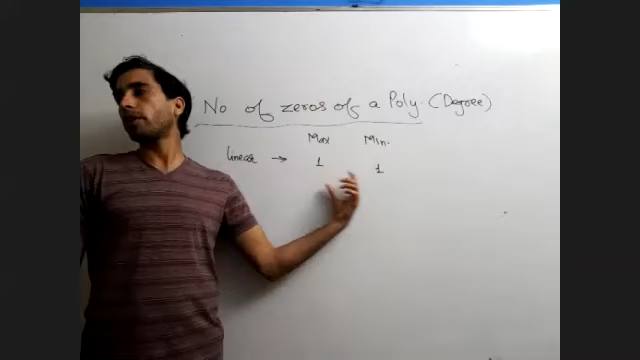 No of zeros of a Poly. (Degree)
Max Min.
linear → 1 1